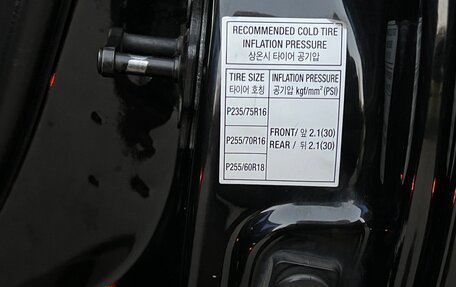 RECOMMENDED COLD TIRE
INFLATION PRESSURE
상온시 타이어 공기압
TIRE SIZE
타이어 호칭
INFLATION PRESSURE
공기압 kgf/mm² (PSI)
P235/75R16
P255/70R16
P255/60R18
FRONT/ 앞 2.1(30)
REAR / 뒤 2.1(30)